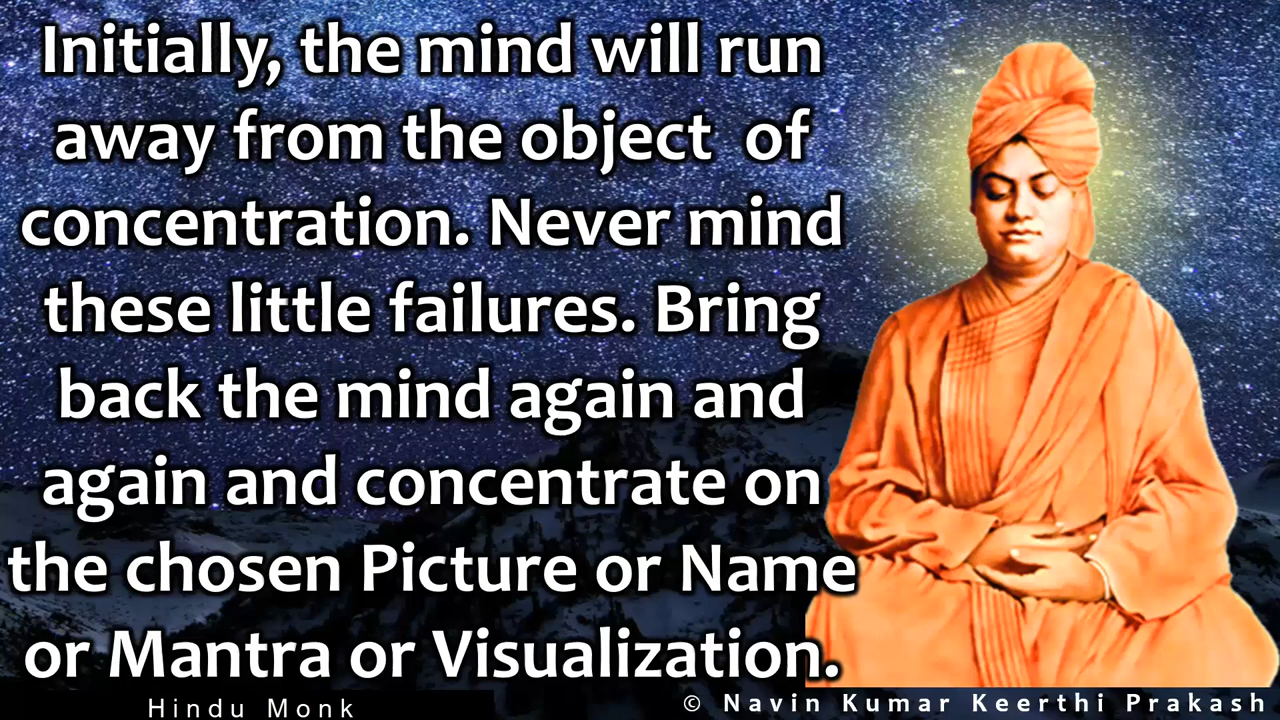 Initially, the mind will run
away from the object  of
concentration. Never mind
these little failures. Bring
back the mind again and
again and concentrate on
the chosen Picture or Name
or Mantra or Visualization.
Hindu Monk
© Navin Kumar Keerthi Prakash